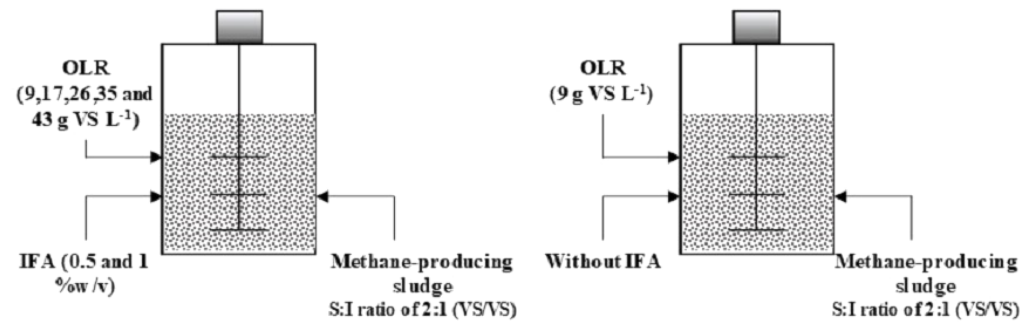 OLR
(9,17,26,35 and
43 g VS L-1)
IFA (0.5 and 1
%w/v)
Methane-producing
sludge
S:I ratio of 2:1 (VS/VS)
OLR
(9 g VS L-1)
Without IFA
Methane-producing
sludge
S:I ratio of 2:1 (VS/VS)